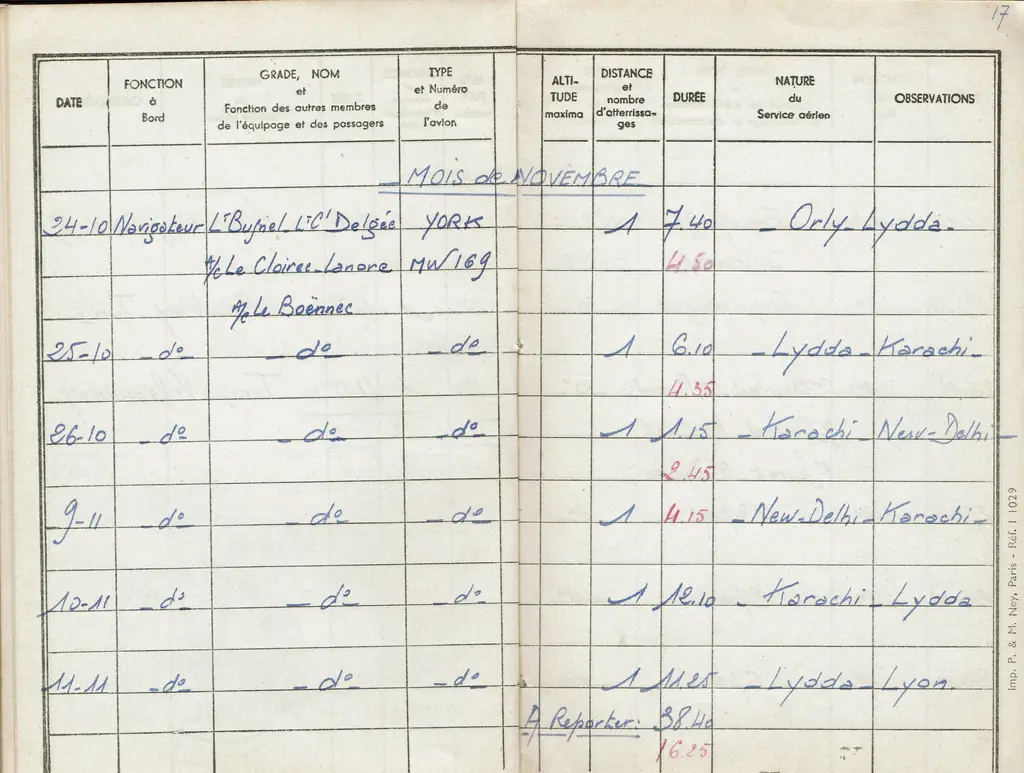 17
DATE
FONCTION
à
Bord
GRADE, NOM
et
Fonction des autres membres
de l'équipage et des passagers
TYPE
et Numéro
de
l'avion
ALTI-
TUDE
maxima
DISTANCE
et
nombre
d'atterrissa-
ges
DURÉE
NATURE
du
Service aérien
OBSERVATIONS
MOIS de NOVEMBRE
24-10 Navigateur Lt Lt Cl Delgée YORK 1 7.40 Orly Lydda
A/c Le Cloirec Lanore MW 169 4.50
A/c Le Boënnec
25-10 do do do 1 6.10 Lydda Karachi
4.35
26-10 do do do 1 1.15 Karachi New-Delhi
2.45
9-11 do do do 1 4.15 New-Delhi Karachi
10-11 do do do 1 12.10 Karachi Lydda
11-11 do do do 1 11.25 Lydda Lyon.
A Reporter: 38.40
16.25
Imp. P. & M. Ney, Paris - Réf. I 1029